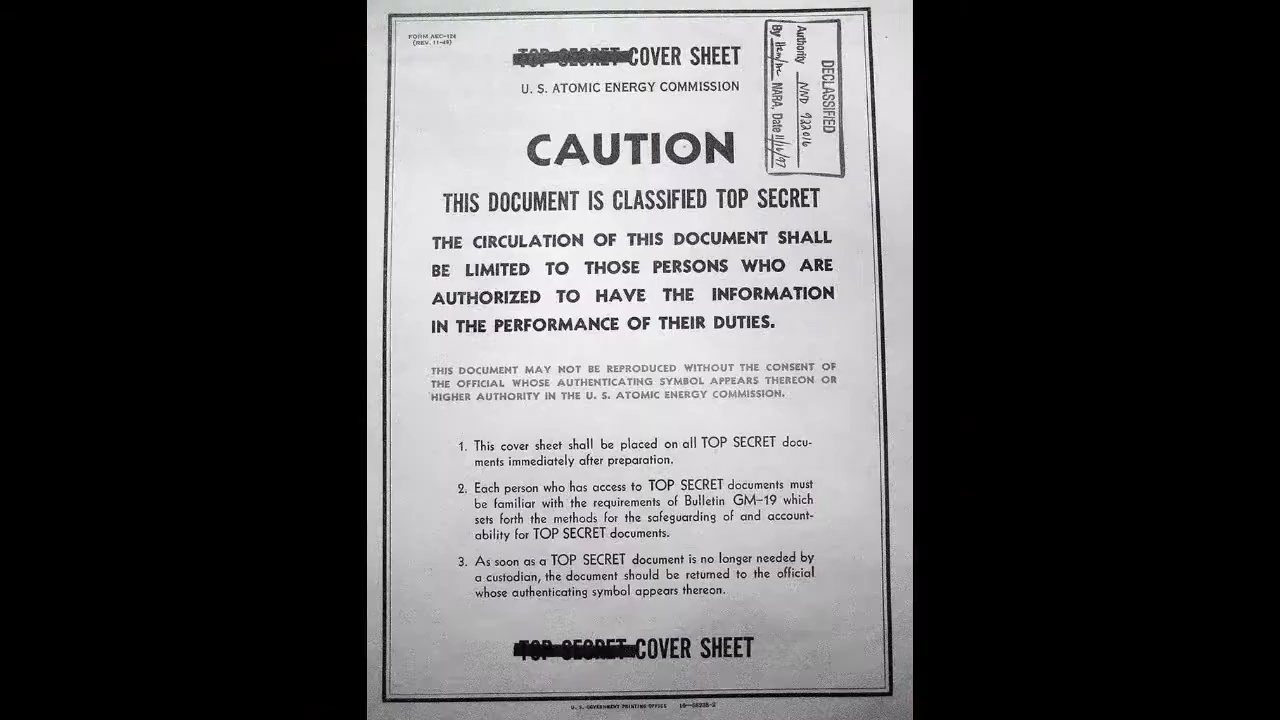 FORM AEC-124
(REV. 11-49)
TOP SECRET COVER SHEET
U. S. ATOMIC ENERGY COMMISSION
DECLASSIFIED
Authority NND 922016
By NARA, Date 11/16/97
CAUTION
THIS DOCUMENT IS CLASSIFIED TOP SECRET
THE CIRCULATION OF THIS DOCUMENT SHALL
BE LIMITED TO THOSE PERSONS WHO ARE
AUTHORIZED TO HAVE THE INFORMATION
IN THE PERFORMANCE OF THEIR DUTIES.
THIS DOCUMENT MAY NOT BE REPRODUCED WITHOUT THE CONSENT OF
THE OFFICIAL WHOSE AUTHENTICATING SYMBOL APPEARS THEREON OR
HIGHER AUTHORITY IN THE U. S. ATOMIC ENERGY COMMISSION.
1. This cover sheet shall be placed on all TOP SECRET docu-
ments immediately after preparation.
2. Each person who has access to TOP SECRET documents must
be familiar with the requirements of Bulletin GM-19 which
sets forth the methods for the safeguarding of and account-
ability for TOP SECRET documents.
3. As soon as a TOP SECRET document is no longer needed by
a custodian, the document should be returned to the official
whose authenticating symbol appears thereon.
TOP SECRET COVER SHEET
U. S. GOVERNMENT PRINTING OFFICE